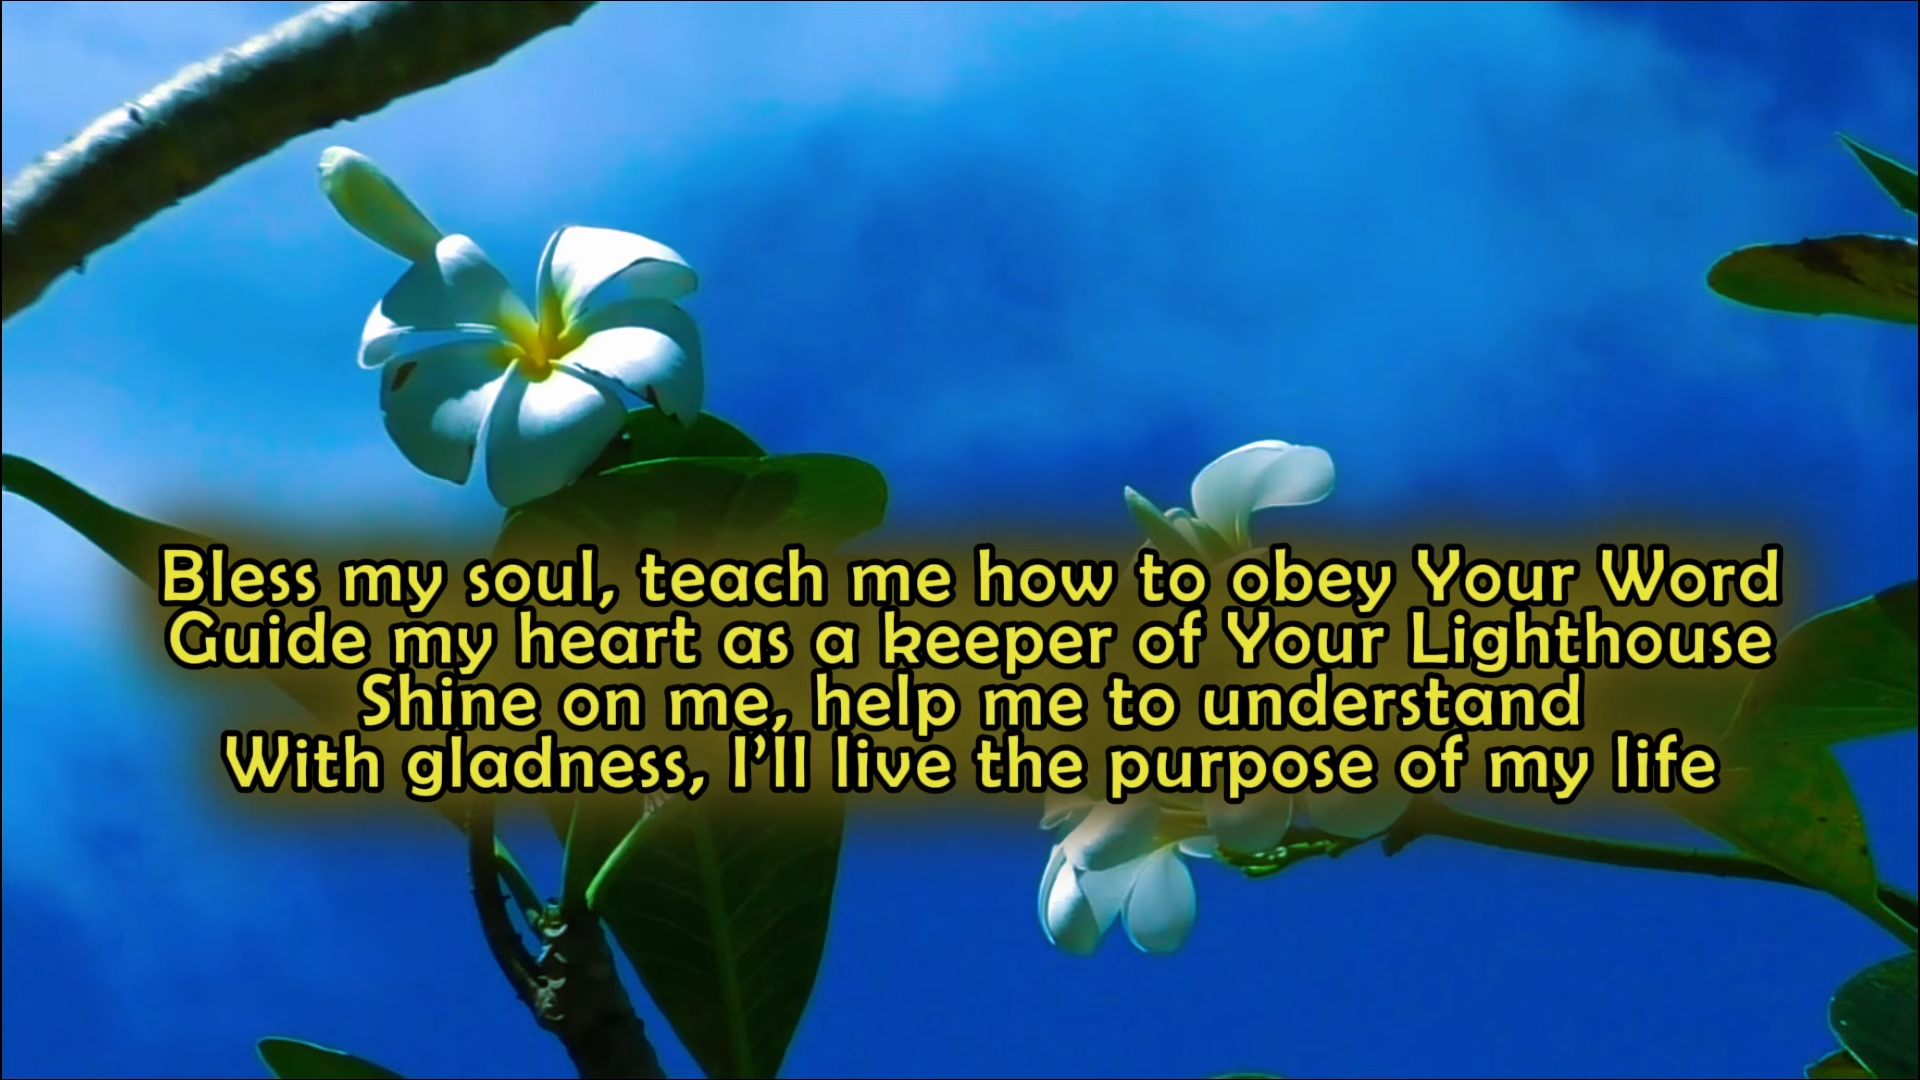 Bless my soul, teach me how to obey Your Word
Guide my heart as a keeper of Your Lighthouse
Shine on me, help me to understand
With gladness, I’ll live the purpose of my life